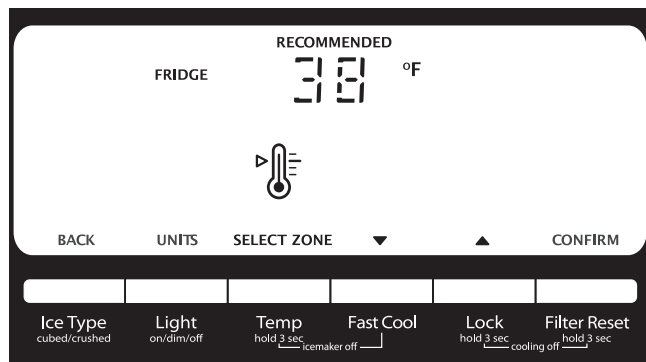 RECOMMENDED
FRIDGE 38 °F
BACK UNITS SELECT ZONE ▼ ▲ CONFIRM
Ice Type Light Temp Fast Cool Lock Filter Reset
cubed/crushed on/dim/off hold 3 sec hold 3 sec hold 3 sec
icemaker off cooling off